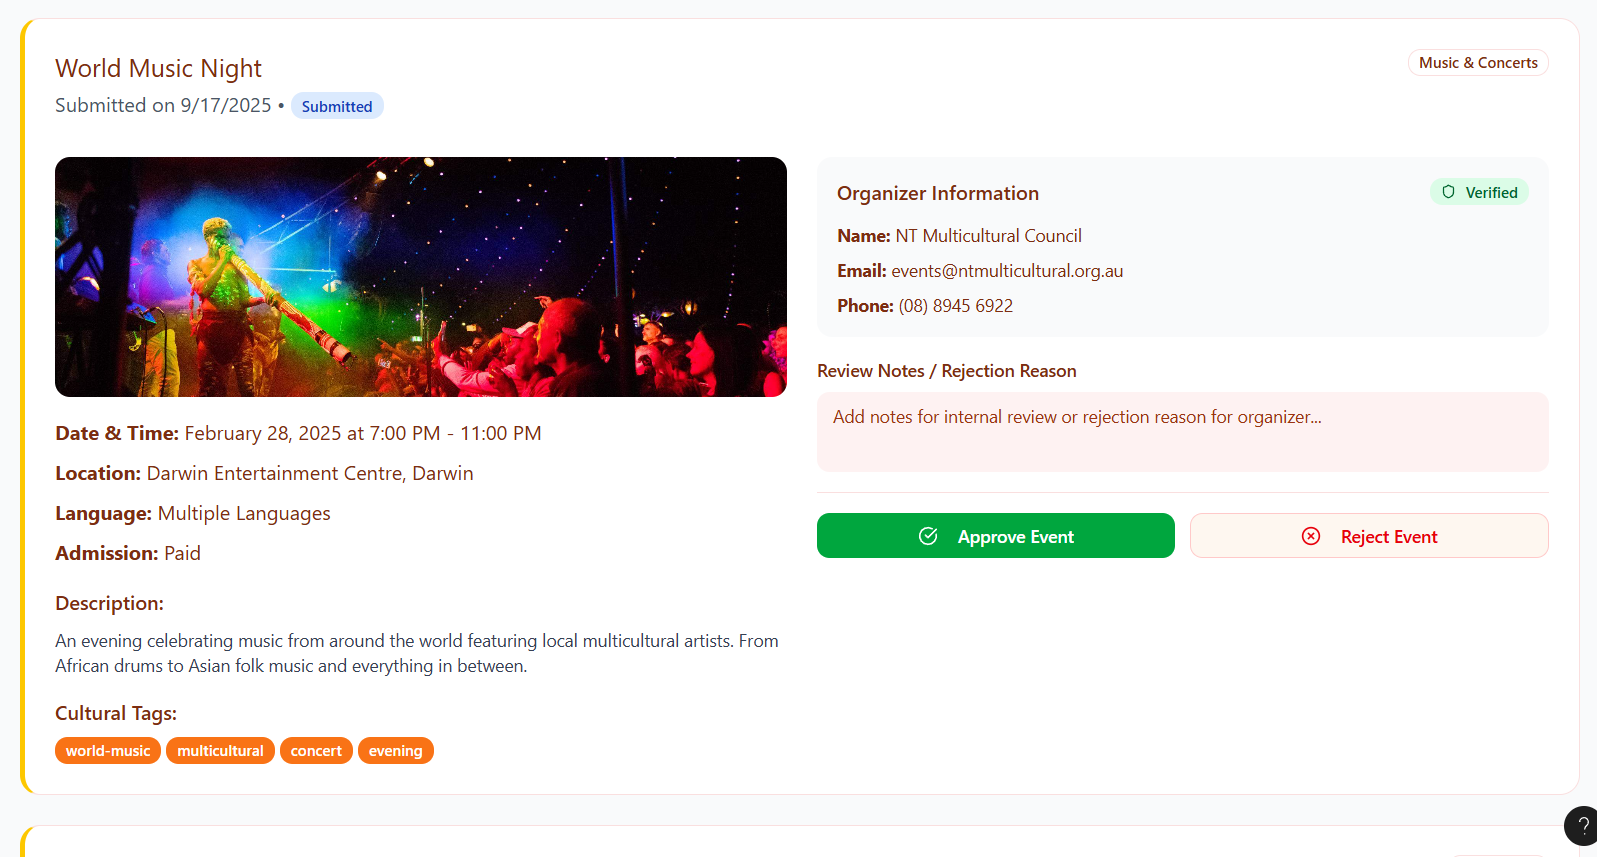 World Music Night
Music & Concerts
Submitted on 9/17/2025 • Submitted
Organizer Information
Verified
Name: NT Multicultural Council
Email: events@ntmulticultural.org.au
Phone: (08) 8945 6922
Review Notes / Rejection Reason
Add notes for internal review or rejection reason for organizer...
Approve Event
Reject Event
Date & Time: February 28, 2025 at 7:00 PM - 11:00 PM
Location: Darwin Entertainment Centre, Darwin
Language: Multiple Languages
Admission: Paid
Description:
An evening celebrating music from around the world featuring local multicultural artists. From
African drums to Asian folk music and everything in between.
Cultural Tags:
world-music multicultural concert evening
?